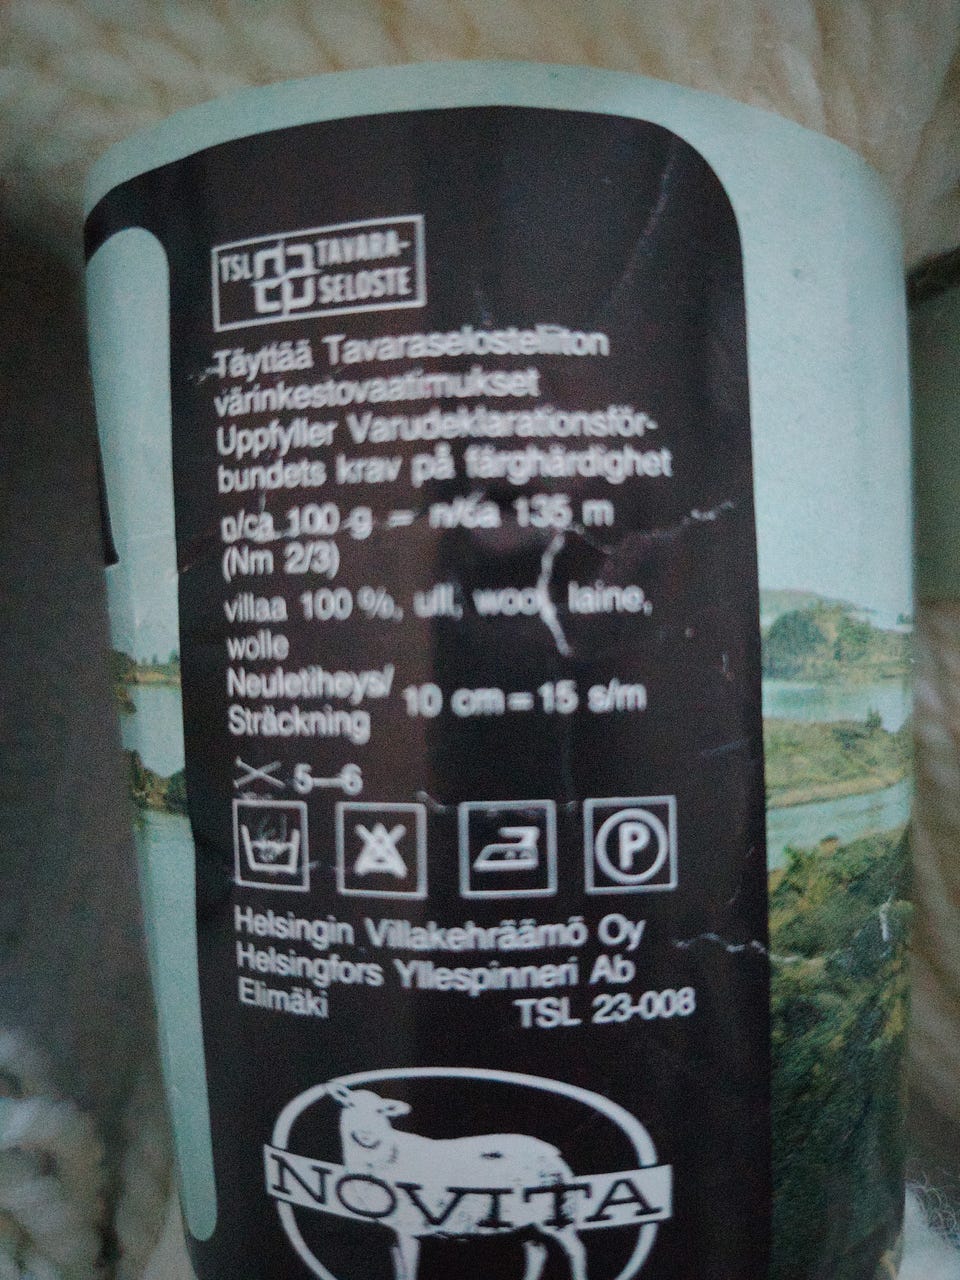 TSL TAVARA-
SELOSTE
Täyttää Tavaraselosteliiton
värinkestovaatimukset
Uppfyller Varudeklarationsför-
bundets krav på färghärdighet
n/ca 100 g = n/ca 135 m
(Nm 2/3)
villaa 100 %, ull, wool, laine,
wolle
Neuletiheys/
Sträckning 10 cm = 15 s/m
5—6
P
Helsingin Villakehräämö Oy
Helsingfors Yllespinneri Ab
Elimäki TSL 23-008
NOVITA